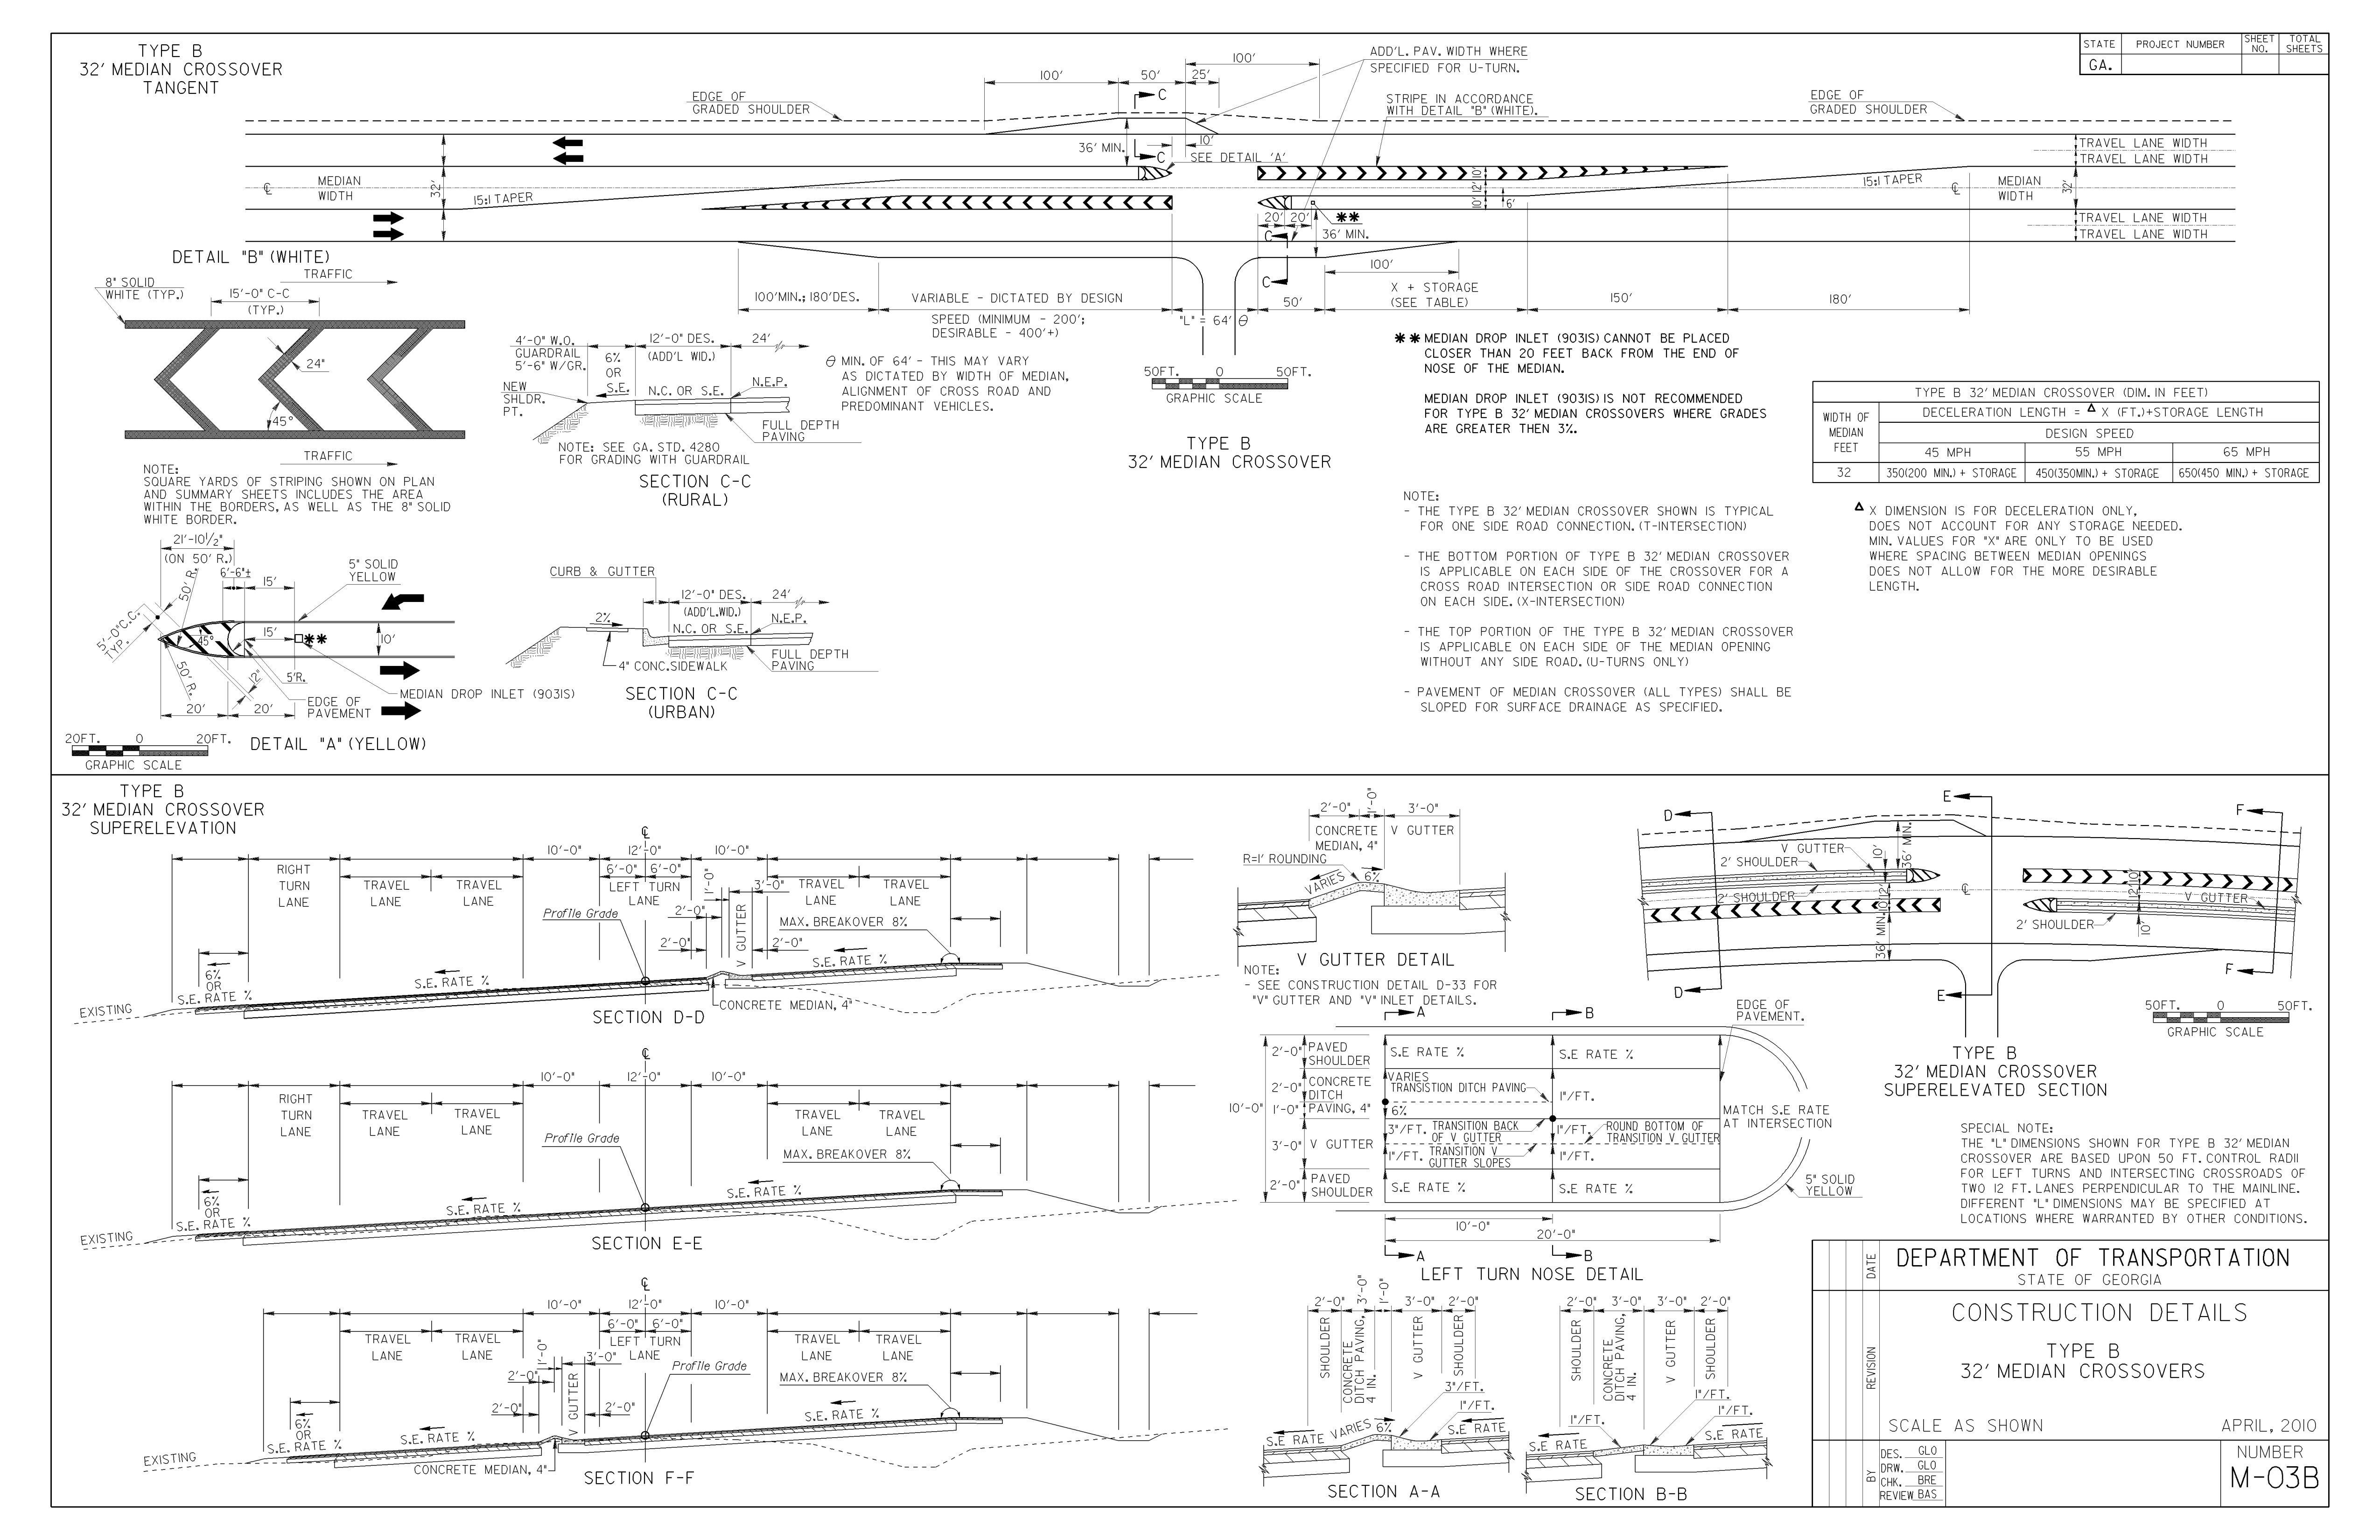 TYPE B
32' MEDIAN CROSSOVER
TANGENT
STATE
PROJECT NUMBER
SHEET
NO.
TOTAL
SHEETS
GA.
100'
50'
25'
100'
ADD'L. PAV. WIDTH WHERE
SPECIFIED FOR U-TURN.
EDGE OF
GRADED SHOULDER
C
STRIPE IN ACCORDANCE
WITH DETAIL "B" (WHITE).
EDGE OF
GRADED SHOULDER
36' MIN.
C
10'
SEE DETAIL 'A'
TRAVEL LANE WIDTH
TRAVEL LANE WIDTH
℄
MEDIAN
WIDTH
32'
15:1 TAPER
10'
12'
10'
6'
15:1 TAPER
℄
MEDIAN
WIDTH
32'
20'
20'
**
36' MIN.
C
C
TRAVEL LANE WIDTH
TRAVEL LANE WIDTH
100'
100'MIN.; 180'DES.
VARIABLE - DICTATED BY DESIGN
SPEED (MINIMUM - 200';
DESIRABLE - 400'+)
"L" = 64' θ
50'
X + STORAGE
(SEE TABLE)
150'
180'
DETAIL "B" (WHITE)
TRAFFIC
8" SOLID
WHITE (TYP.)
15'-0" C-C
(TYP.)
24"
45°
TRAFFIC
NOTE:
SQUARE YARDS OF STRIPING SHOWN ON PLAN
AND SUMMARY SHEETS INCLUDES THE AREA
WITHIN THE BORDERS, AS WELL AS THE 8" SOLID
WHITE BORDER.
4'-0" W.O.
GUARDRAIL
5'-6" W/GR.
6%
OR
S.E.
12'-0" DES.
(ADD'L WID.)
24'
N.C. OR S.E.
N.E.P.
NEW
SHLDR.
PT.
FULL DEPTH
PAVING
NOTE: SEE GA. STD. 4280
FOR GRADING WITH GUARDRAIL
SECTION C-C
(RURAL)
θ MIN. OF 64' - THIS MAY VARY
AS DICTATED BY WIDTH OF MEDIAN,
ALIGNMENT OF CROSS ROAD AND
PREDOMINANT VEHICLES.
50FT.
0
50FT.
GRAPHIC SCALE
TYPE B
32' MEDIAN CROSSOVER
** MEDIAN DROP INLET (9031S) CANNOT BE PLACED
CLOSER THAN 20 FEET BACK FROM THE END OF
NOSE OF THE MEDIAN.
MEDIAN DROP INLET (9031S) IS NOT RECOMMENDED
FOR TYPE B 32' MEDIAN CROSSOVERS WHERE GRADES
ARE GREATER THEN 3%.
TYPE B 32' MEDIAN CROSSOVER (DIM. IN FEET)
WIDTH OF
MEDIAN
FEET
DECELERATION LENGTH = Δ X (FT.)+STORAGE LENGTH
DESIGN SPEED
45 MPH
55 MPH
65 MPH
32
350(200 MIN.) + STORAGE
450(350MIN.) + STORAGE
650(450 MIN.) + STORAGE
NOTE:
- THE TYPE B 32' MEDIAN CROSSOVER SHOWN IS TYPICAL
FOR ONE SIDE ROAD CONNECTION. (T-INTERSECTION)
- THE BOTTOM PORTION OF TYPE B 32' MEDIAN CROSSOVER
IS APPLICABLE ON EACH SIDE OF THE CROSSOVER FOR A
CROSS ROAD INTERSECTION OR SIDE ROAD CONNECTION
ON EACH SIDE. (X-INTERSECTION)
- THE TOP PORTION OF THE TYPE B 32' MEDIAN CROSSOVER
IS APPLICABLE ON EACH SIDE OF THE MEDIAN OPENING
WITHOUT ANY SIDE ROAD. (U-TURNS ONLY)
- PAVEMENT OF MEDIAN CROSSOVER (ALL TYPES) SHALL BE
SLOPED FOR SURFACE DRAINAGE AS SPECIFIED.
Δ X DIMENSION IS FOR DECELERATION ONLY,
DOES NOT ACCOUNT FOR ANY STORAGE NEEDED.
MIN. VALUES FOR "X" ARE ONLY TO BE USED
WHERE SPACING BETWEEN MEDIAN OPENINGS
DOES NOT ALLOW FOR THE MORE DESIRABLE
LENGTH.
21'-10½"
(ON 50' R.)
6'-6"±
15'
50' R.
5" SOLID
YELLOW
5'-0"C.C.
TYP.
45°
15'
**
10'
50' R.
12"
5'R.
20'
20'
EDGE OF
PAVEMENT
MEDIAN DROP INLET (9031S)
20FT.
0
20FT.
GRAPHIC SCALE
DETAIL "A" (YELLOW)
CURB & GUTTER
12'-0" DES.
(ADD'L.WID.)
24'
2%
N.C. OR S.E.
N.E.P.
FULL DEPTH
PAVING
4" CONC.SIDEWALK
SECTION C-C
(URBAN)
TYPE B
32' MEDIAN CROSSOVER
SUPERELEVATION
℄
10'-0"
12'-0"
10'-0"
RIGHT
TURN
LANE
TRAVEL
LANE
TRAVEL
LANE
6'-0"
6'-0"
LEFT TURN
LANE
1'-0"
3'-0"
TRAVEL
LANE
TRAVEL
LANE
Profile Grade
2'-0"
2'-0"
V GUTTER
2'-0"
MAX. BREAKOVER 8%
6%
OR
S.E. RATE %
S.E. RATE %
S.E. RATE %
EXISTING
CONCRETE MEDIAN, 4"
SECTION D-D
℄
10'-0"
12'-0"
10'-0"
RIGHT
TURN
LANE
TRAVEL
LANE
TRAVEL
LANE
TRAVEL
LANE
TRAVEL
LANE
Profile Grade
MAX. BREAKOVER 8%
6%
OR
S.E. RATE %
S.E. RATE %
S.E. RATE %
EXISTING
SECTION E-E
℄
10'-0"
12'-0"
10'-0"
TRAVEL
LANE
TRAVEL
LANE
6'-0"
6'-0"
LEFT TURN
LANE
1'-0"
3'-0"
2'-0"
2'-0"
V GUTTER
2'-0"
TRAVEL
LANE
TRAVEL
LANE
Profile Grade
MAX. BREAKOVER 8%
6%
OR
S.E. RATE %
S.E. RATE %
S.E. RATE %
EXISTING
CONCRETE MEDIAN, 4"
SECTION F-F
2'-0"
1'-0"
3'-0"
CONCRETE
MEDIAN, 4"
V GUTTER
R=1' ROUNDING
VARIES
6%
V GUTTER DETAIL
NOTE:
- SEE CONSTRUCTION DETAIL D-33 FOR
"V" GUTTER AND "V" INLET DETAILS.
A
B
EDGE OF
PAVEMENT.
2'-0"
PAVED
SHOULDER
S.E RATE %
S.E RATE %
2'-0"
CONCRETE
DITCH
PAVING, 4"
1'-0"
10'-0"
VARIES
TRANSISTION DITCH PAVING
1"/FT.
6%
3'-0"
V GUTTER
3"/FT.
TRANSITION BACK
OF V GUTTER
1"/FT.
ROUND BOTTOM OF
TRANSITION V GUTTER
1"/FT.
TRANSITION V
GUTTER SLOPES
1"/FT.
2'-0"
PAVED
SHOULDER
S.E RATE %
S.E RATE %
MATCH S.E RATE
AT INTERSECTION
5" SOLID
YELLOW
10'-0"
20'-0"
A
B
LEFT TURN NOSE DETAIL
2'-0"
3'-0"
1'-0"
3'-0"
2'-0"
SHOULDER
CONCRETE
DITCH PAVING,
4 IN.
V GUTTER
SHOULDER
3"/FT.
1"/FT.
S.E RATE
VARIES
6%
S.E RATE
SECTION A-A
2'-0"
3'-0"
3'-0"
2'-0"
SHOULDER
CONCRETE
DITCH PAVING,
4 IN.
V GUTTER
SHOULDER
1"/FT.
1"/FT.
1"/FT.
S.E RATE
S.E RATE
SECTION B-B
D
E
F
36' MIN.
V GUTTER
2' SHOULDER
10'
℄
2' SHOULDER
12'
10'
36' MIN.
10'
12'
V GUTTER
2' SHOULDER
10'
D
E
F
50FT.
0
50FT.
GRAPHIC SCALE
TYPE B
32' MEDIAN CROSSOVER
SUPERELEVATED SECTION
SPECIAL NOTE:
THE "L" DIMENSIONS SHOWN FOR TYPE B 32' MEDIAN
CROSSOVER ARE BASED UPON 50 FT. CONTROL RADII
FOR LEFT TURNS AND INTERSECTING CROSSROADS OF
TWO 12 FT. LANES PERPENDICULAR TO THE MAINLINE.
DIFFERENT "L" DIMENSIONS MAY BE SPECIFIED AT
LOCATIONS WHERE WARRANTED BY OTHER CONDITIONS.
DATE
REVISION
BY
DEPARTMENT OF TRANSPORTATION
STATE OF GEORGIA
CONSTRUCTION DETAILS
TYPE B
32' MEDIAN CROSSOVERS
SCALE AS SHOWN
APRIL, 2010
DES. GLO
DRW. GLO
CHK. BRE
REVIEW BAS
NUMBER
M-03B